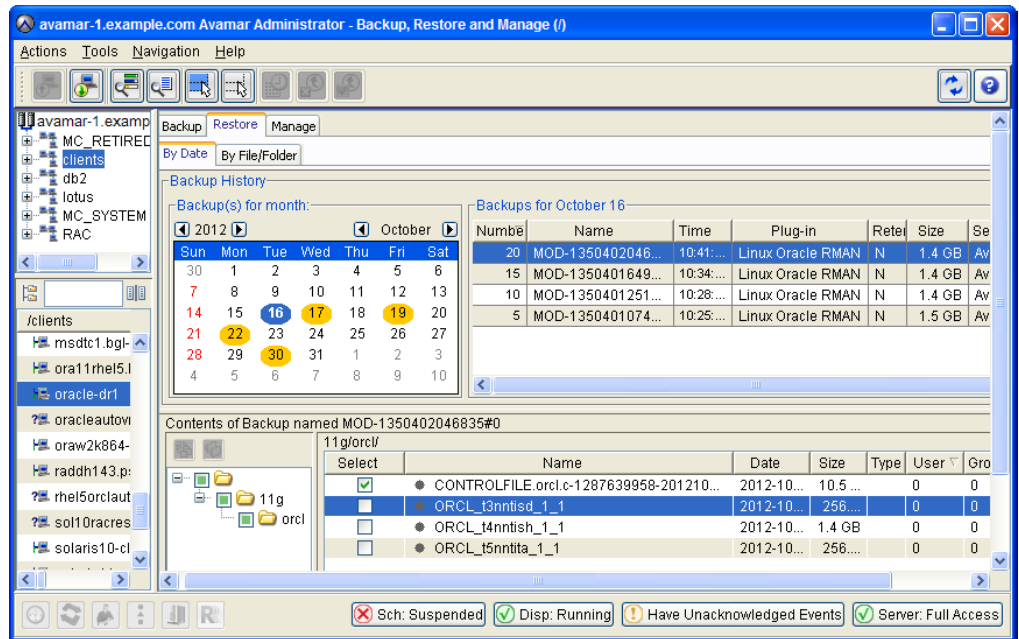 avamar-1.example.com Avamar Administrator - Backup, Restore and Manage (/)
Actions Tools Navigation Help
avamar-1.examp
MC_RETIRED
clients
db2
lotus
MC_SYSTEM
RAC
/clients
msdtc1.bgl-
ora11rhel5.l
oracle-dr1
oracleautov
oraw2k864-
raddh143.p
rhel5orclaut
sol10racres
solaris10-cl
Backup Restore Manage
By Date By File/Folder
Backup History
Backup(s) for month:
2012 October
Sun Mon Tue Wed Thu Fri Sat
30 1 2 3 4 5 6
7 8 9 10 11 12 13
14 15 16 17 18 19 20
21 22 23 24 25 26 27
28 29 30 31 1 2 3
4 5 6 7 8 9 10
Backups for October 16
Numbe Name Time Plug-in Rete Size Se
20 MOD-1350402046... 10:41:... Linux Oracle RMAN N 1.4 GB Av
15 MOD-1350401649... 10:34:... Linux Oracle RMAN N 1.4 GB Av
10 MOD-1350401251... 10:28:... Linux Oracle RMAN N 1.4 GB Av
5 MOD-1350401074... 10:25:... Linux Oracle RMAN N 1.5 GB Av
Contents of Backup named MOD-1350402046835#0
11g
orcl
11g/orcl/
Select Name Date Size Type User Gro
CONTROLFILE.orcl.c-1287639958-201210... 2012-10... 10.5 ... 0 0
ORCL_t3nntisd_1_1 2012-10... 256.... 0 0
ORCL_t4nntish_1_1 2012-10... 1.4 GB 0 0
ORCL_t5nntita_1_1 2012-10... 256.... 0 0
Sch: Suspended Disp: Running Have Unacknowledged Events Server: Full Access